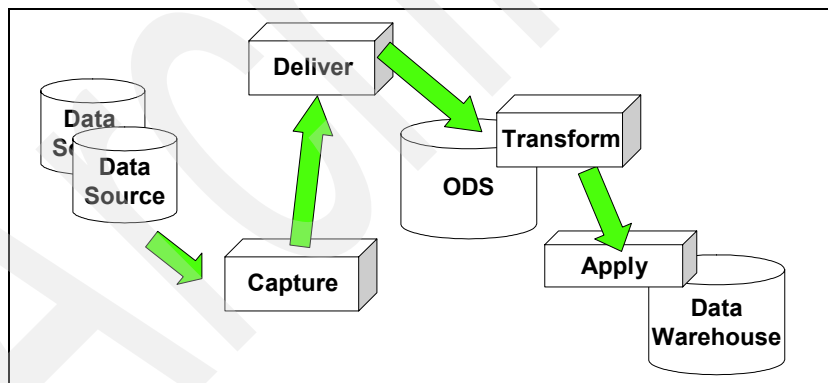 Deliver
Data
Data
Source
Transform
ODS
Capture
Apply
Data
Warehouse